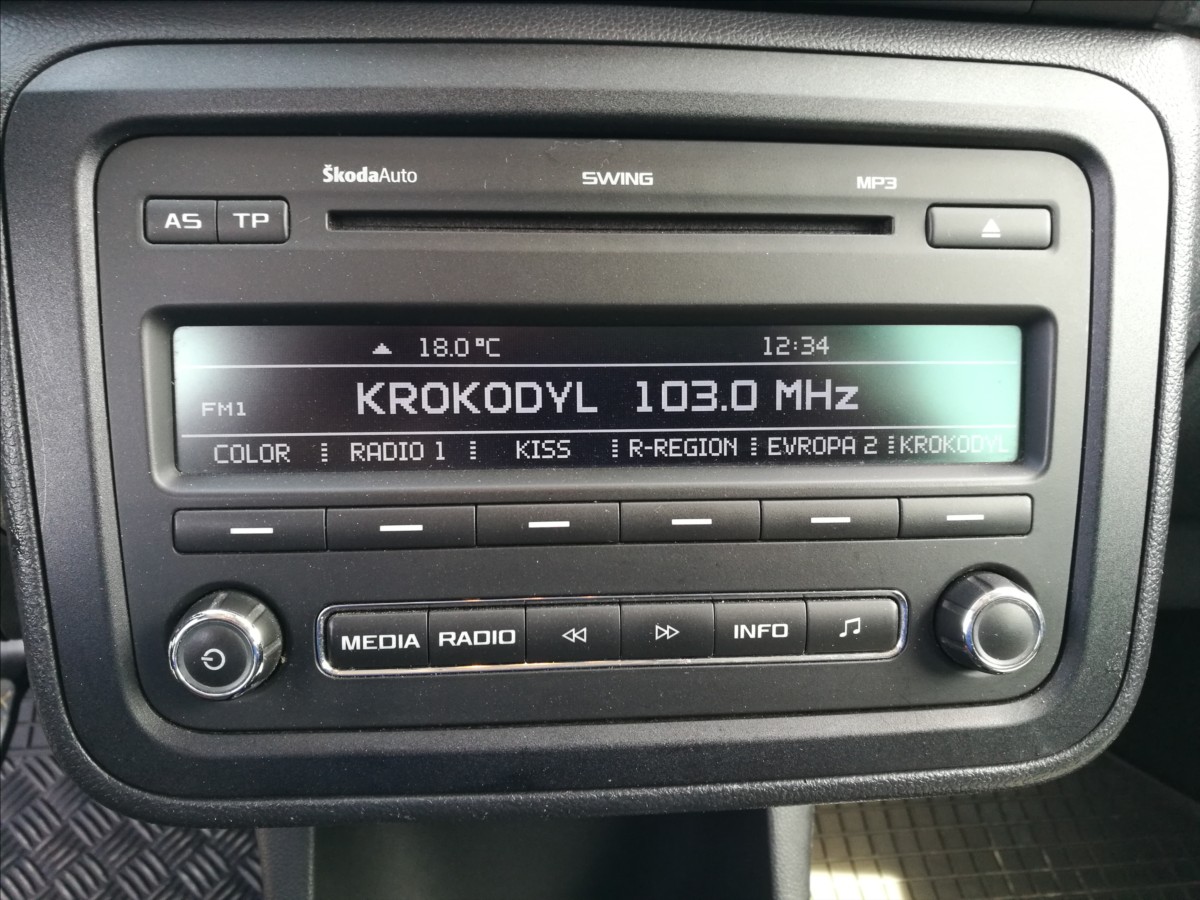 ŠkodaAuto SWING MP3
AS TP
18.0 °C 12:34
FM1 KROKODYL 103.0 MHz
COLOR RADIO 1 KISS R-REGION EVROPA 2 KROKODYL
MEDIA RADIO INFO